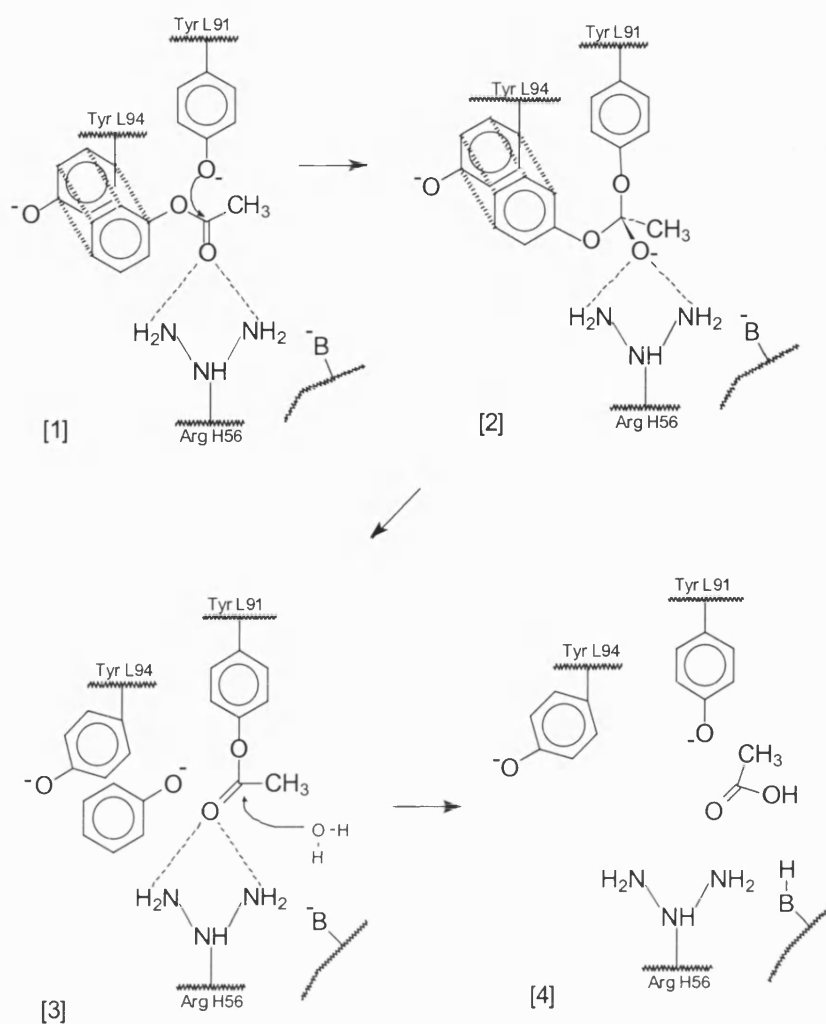 Tyr L91
Tyr L94
-O
O-
O
CH3
O
H2N
NH2
NH
-B
Arg H56
[1]
Tyr L91
Tyr L94
-O
O
O
CH3
O-
H2N
NH2
NH
-B
Arg H56
[2]
Tyr L91
Tyr L94
-O
O-
O
CH3
O
O-H
H
H2N
NH2
NH
-B
Arg H56
[3]
Tyr L91
Tyr L94
-O
-O
CH3
O
OH
H
H2N
NH2
B
NH
Arg H56
[4]